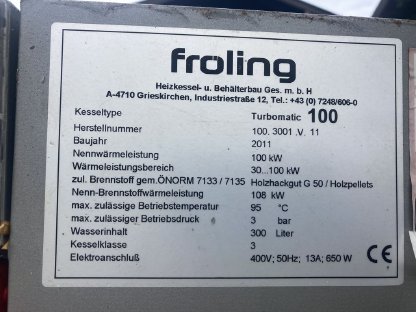 froling
Heizkessel- u. Behälterbau Ges. m. b. H
A-4710 Grieskirchen, Industriestraße 12, Tel.: +43 (0) 7248/606-0
Kesseltype Turbomatic 100
Herstellnummer 100. 3001 .V. 11
Baujahr 2011
Nennwärmeleistung 100 kW
Wärmeleistungsbereich 30...100 kW
zul. Brennstoff gem.ÖNORM 7133 / 7135 Holzhackgut G 50 / Holzpellets
Nenn-Brennstoffwärmeleistung 108 kW
max. zulässiger Betriebstemperatur 95 °C
max. zulässiger Betriebsdruck 3 bar
Wasserinhalt 300 Liter
Kesselklasse 3
Elektroanschluß 400V; 50Hz; 13A; 650 W
CE